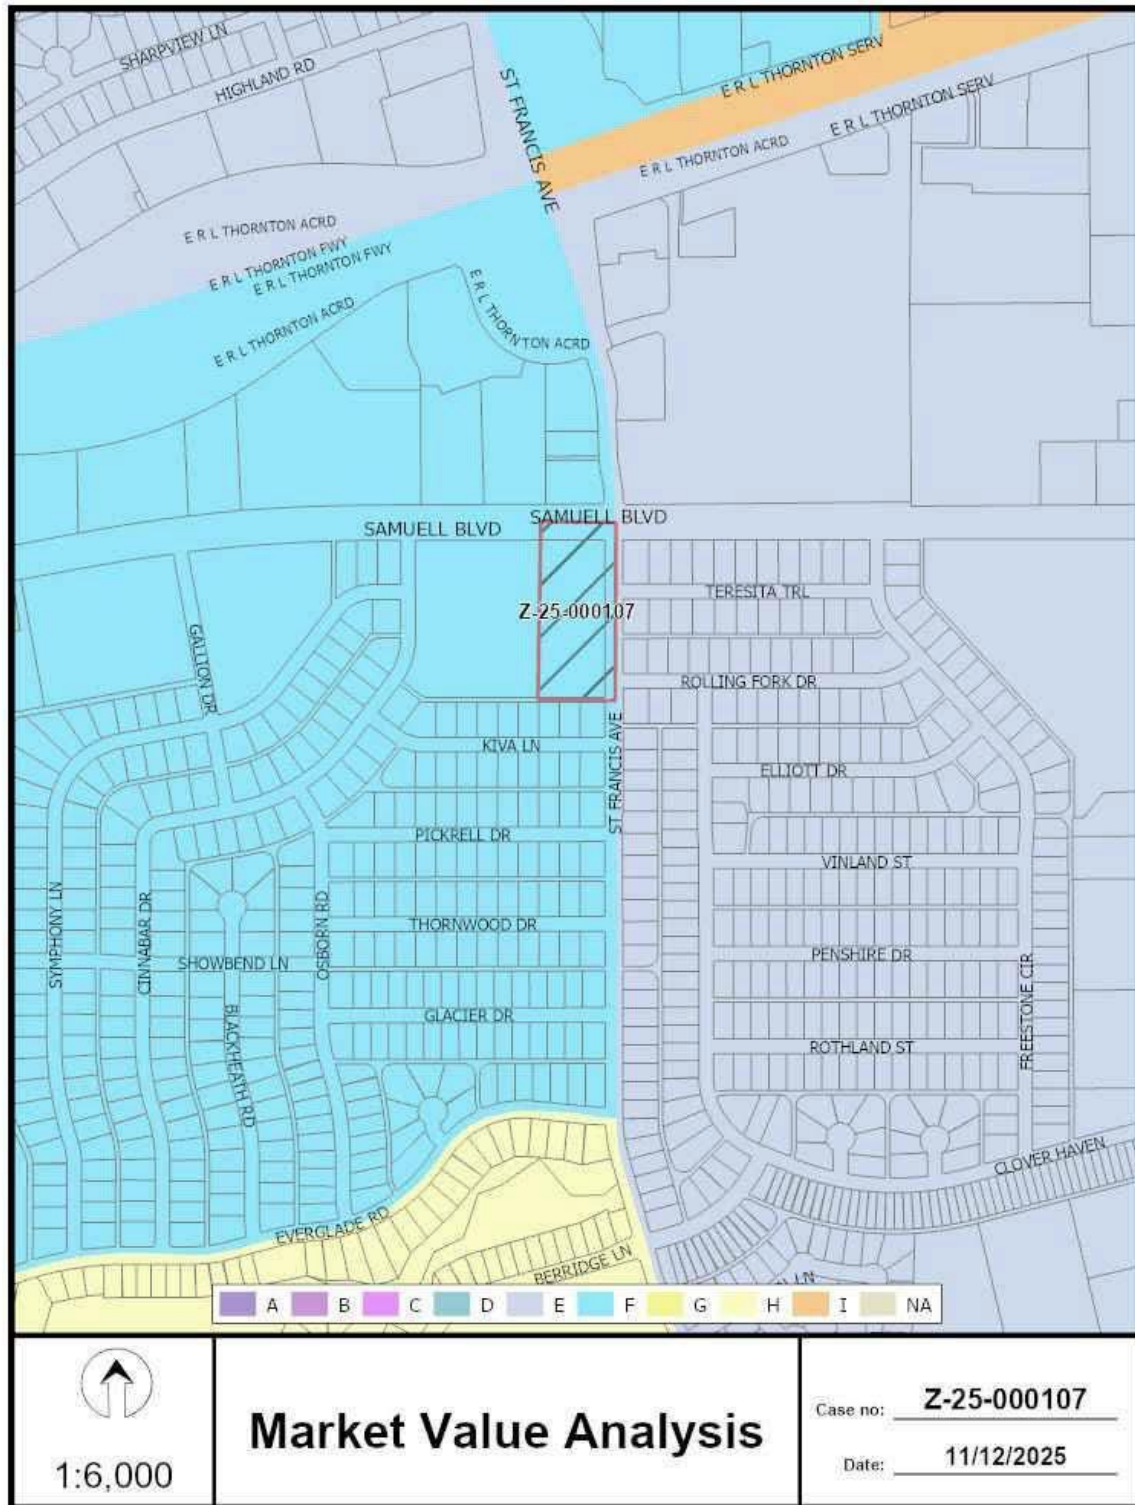 SHARPVIEW LN
HIGHLAND RD
ST FRANCIS AVE
E R L THORNTON SERV
E R L THORNTON SERV
E R L THORNTON ACRD
E R L THORNTON ACRD
E R L THORNTON FWY
E R L THORNTON FWY
E R L THORNTON ACRD
E R L THORNTON ACRD
SAMUELL BLVD
SAMUELL BLVD
Z-25-000107
TERESITA TRL
GALLION DR
ROLLING FORK DR
KIVA LN
ST FRANCIS AVE
ELLIOTT DR
PICKRELL DR
VINLAND ST
SYMPHONY LN
CINNABAR DR
OSBORN RD
THORNWOOD DR
SHOWBEND LN
PENSHIRE DR
BLACKHEATH RD
GLACIER DR
FREESTONE CIR
ROTHLAND ST
CLOVER HAVEN
EVERGLADE RD
BERRIDGE LN
LN
A B C D E F G H I NA
1:6,000
Market Value Analysis
Case no: Z-25-000107
Date: 11/12/2025